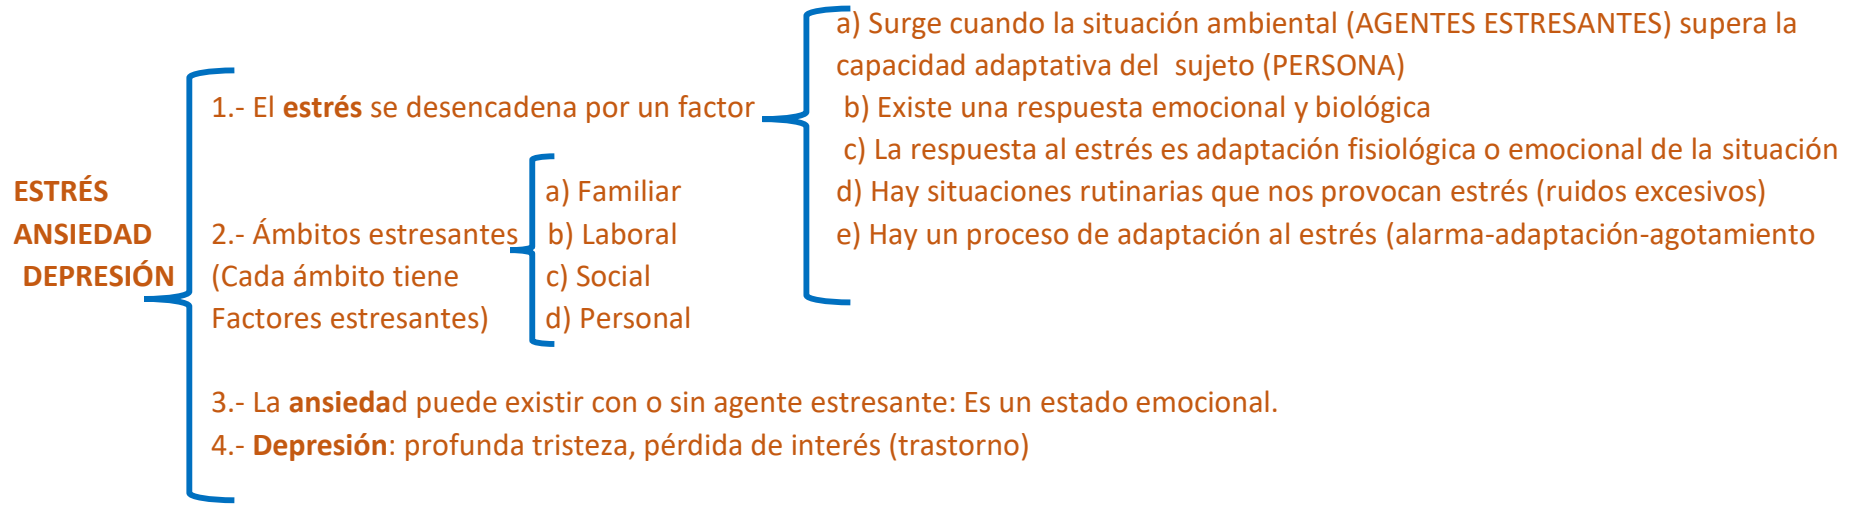 ESTRÉS
ANSIEDAD
DEPRESIÓN
1.- El estrés se desencadena por un factor
a) Surge cuando la situación ambiental (AGENTES ESTRESANTES) supera la
capacidad adaptativa del  sujeto (PERSONA)
b) Existe una respuesta emocional y biológica
c) La respuesta al estrés es adaptación fisiológica o emocional de la situación
d) Hay situaciones rutinarias que nos provocan estrés (ruidos excesivos)
e) Hay un proceso de adaptación al estrés (alarma-adaptación-agotamiento
2.- Ámbitos estresantes
(Cada ámbito tiene
Factores estresantes)
a) Familiar
b) Laboral
c) Social
d) Personal
3.- La ansiedad puede existir con o sin agente estresante: Es un estado emocional.
4.- Depresión: profunda tristeza, pérdida de interés (trastorno)